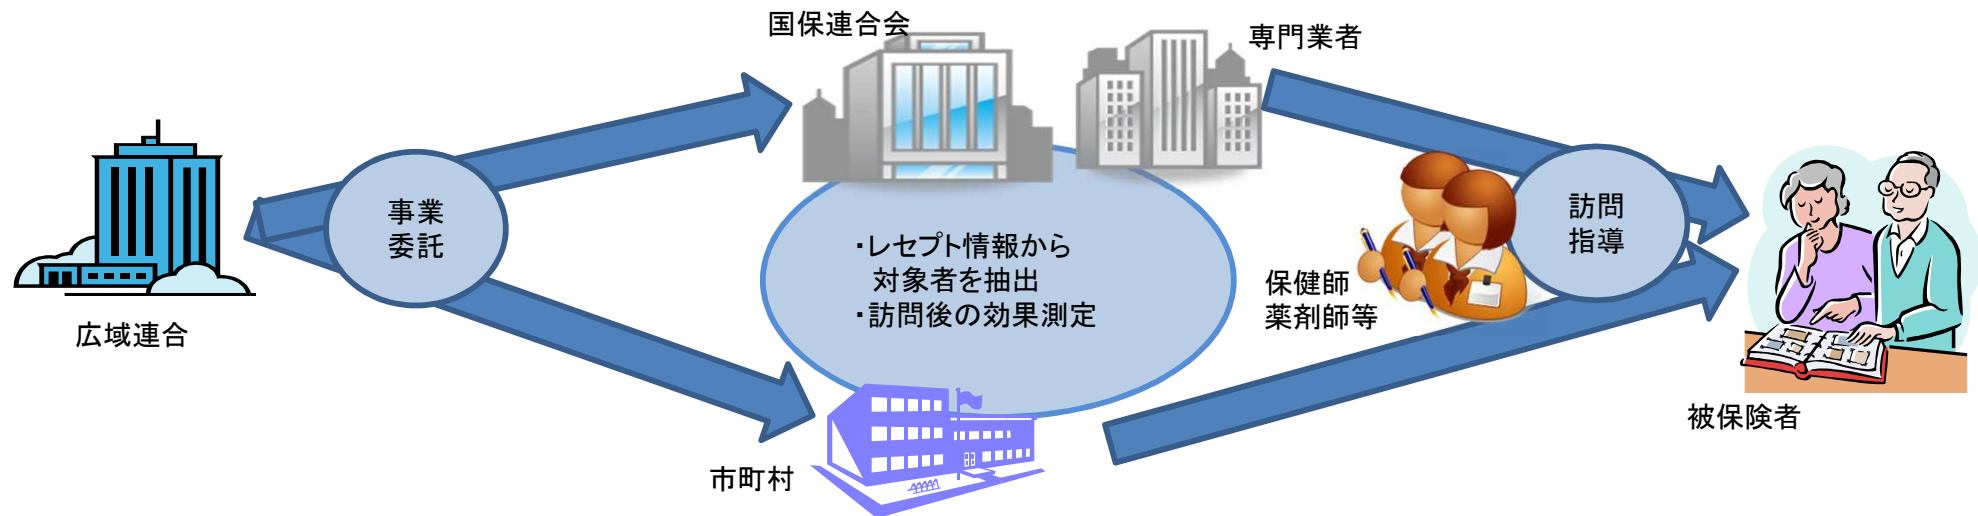 国保連合会
専門業者
事業
委託
訪問
指導
・レセプト情報から
対象者を抽出
・訪問後の効果測定
保健師
薬剤師等
広域連合
被保険者
市町村